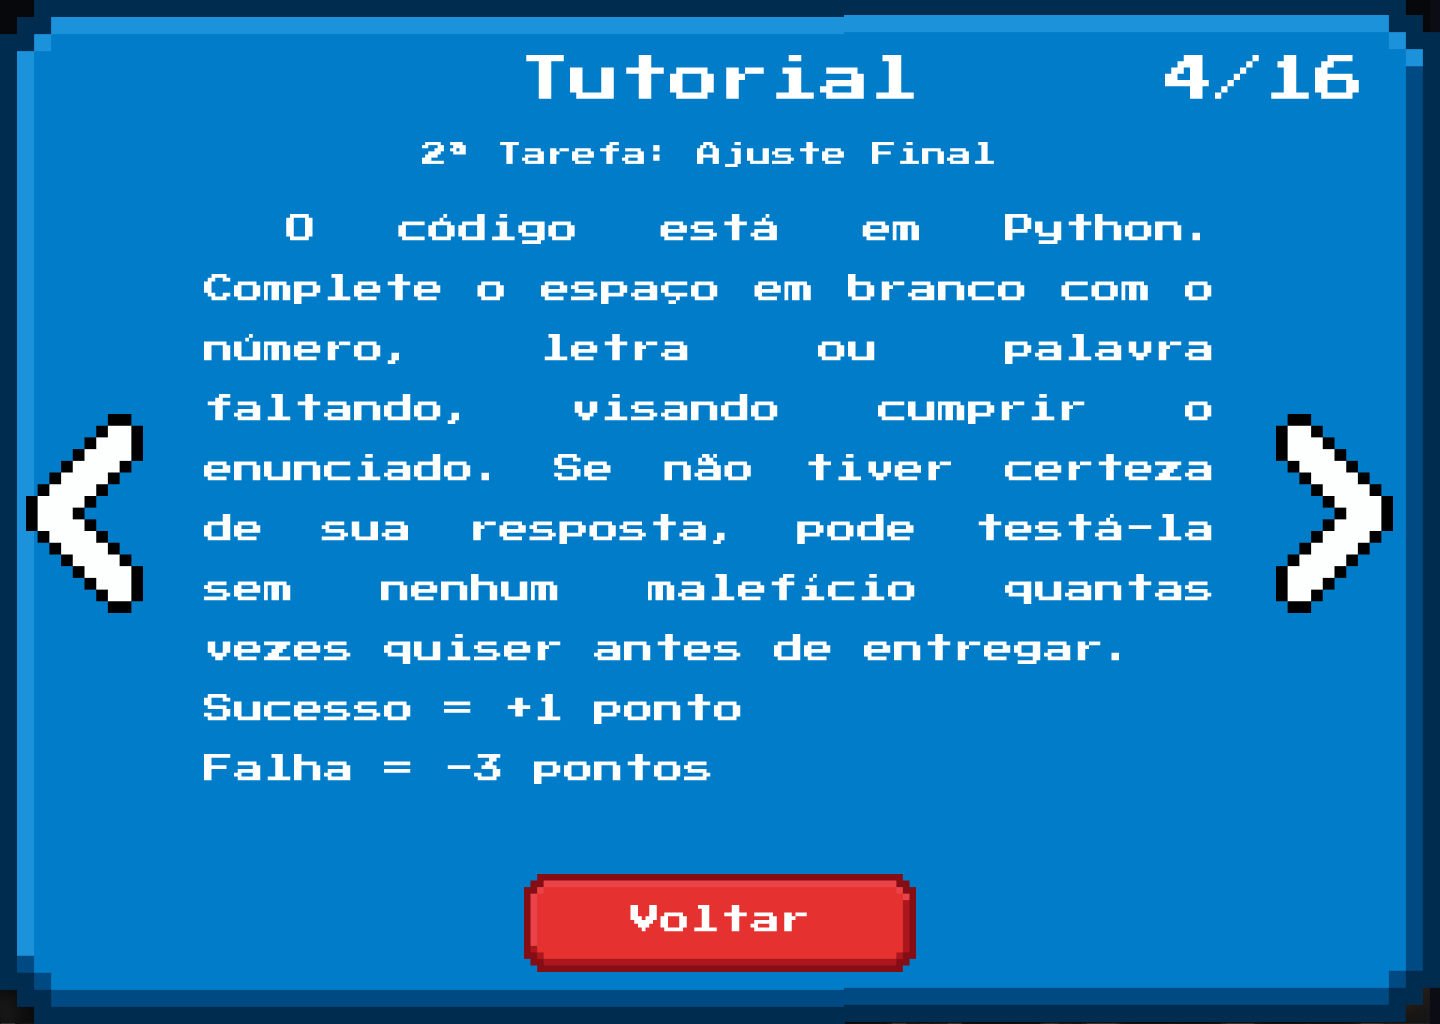 Tutorial
4/16
2ª Tarefa: Ajuste Final
O código está em Python.
Complete o espaço em branco com o
número, letra ou palavra
faltando, visando cumprir o
enunciado. Se não tiver certeza
de sua resposta, pode testá-la
sem nenhum malefício quantas
vezes quiser antes de entregar.
Sucesso = +1 ponto
Falha = -3 pontos
Voltar